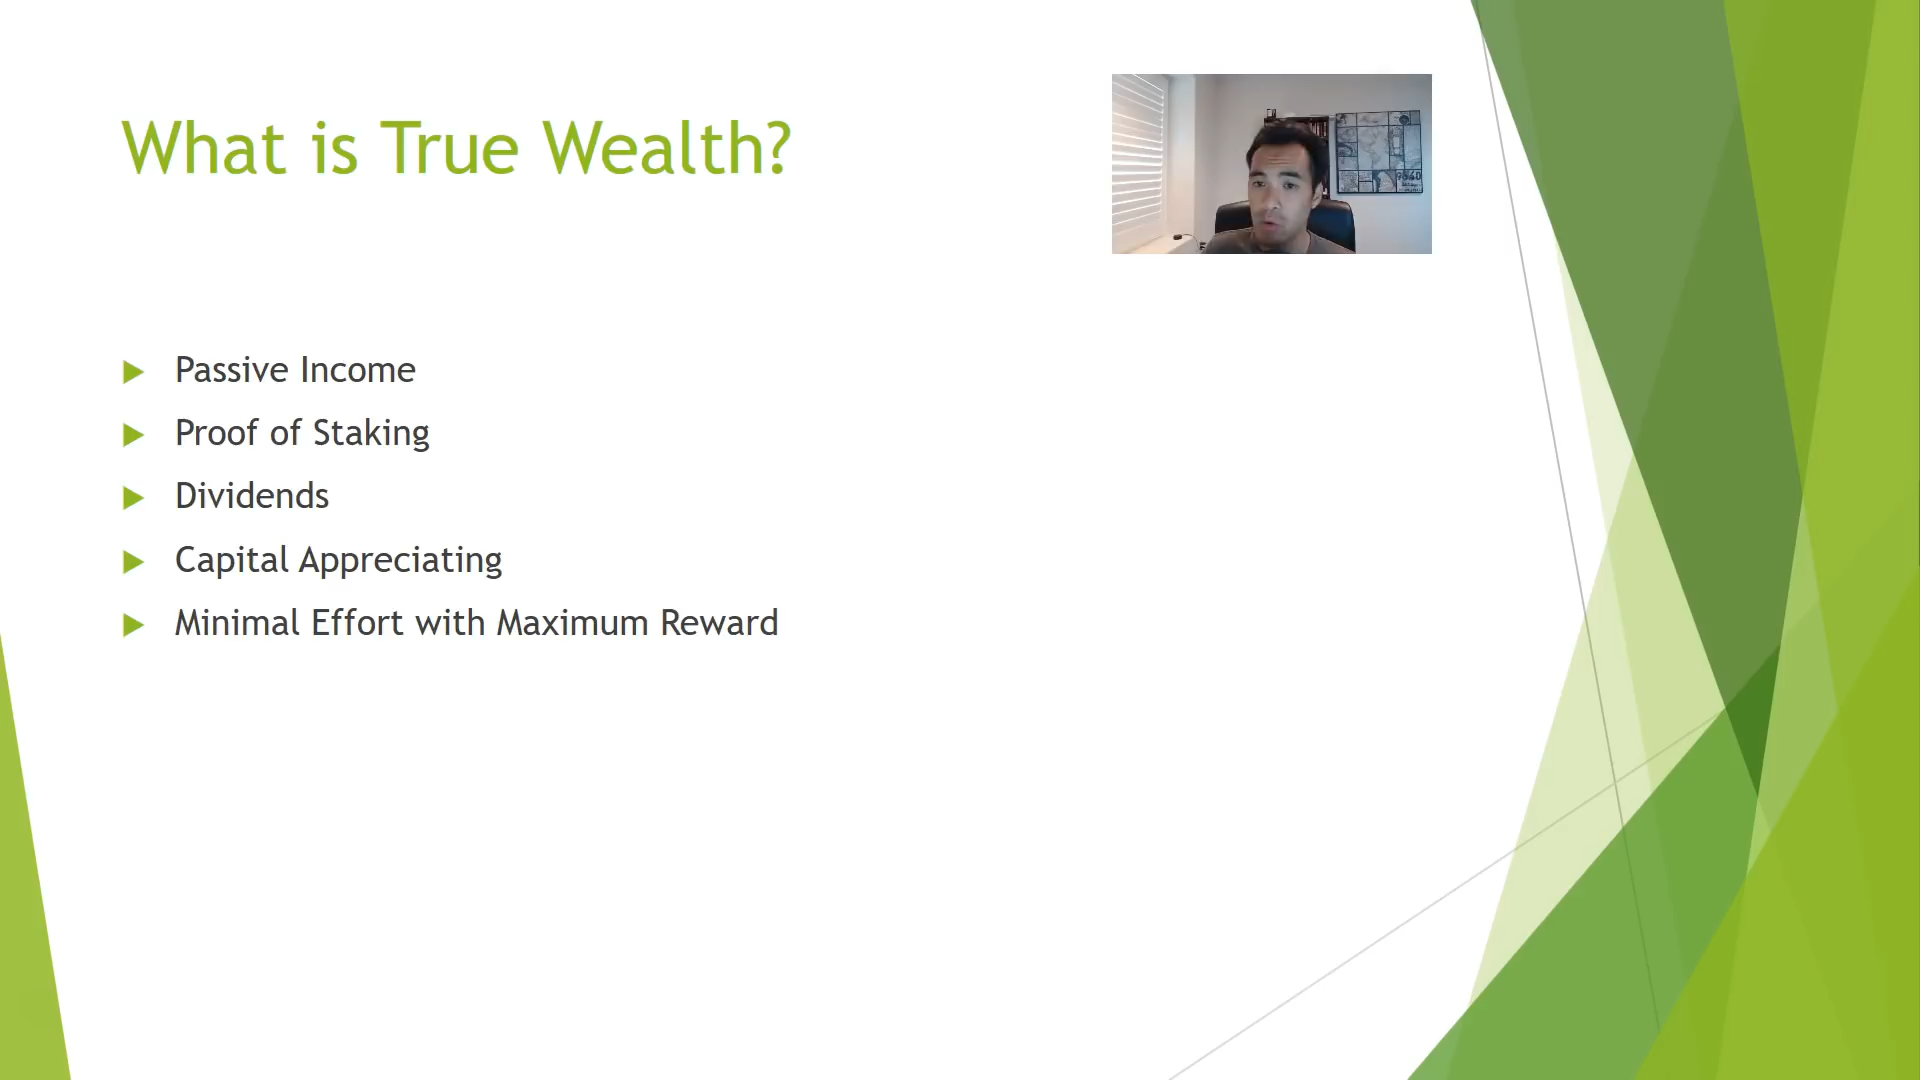 What is True Wealth?
Passive Income
Proof of Staking
Dividends
Capital Appreciating
Minimal Effort with Maximum Reward